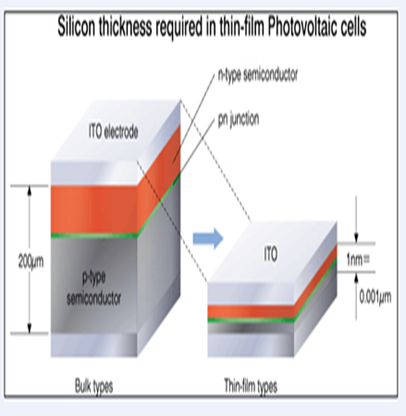 Silicon thickness required in thin-film Photovoltaic cells
n-type semiconductor
ITO electrode
pn junction
200μm
p-type
semiconductor
ITO
1nm=
0.001μm
Bulk types
Thin-film types